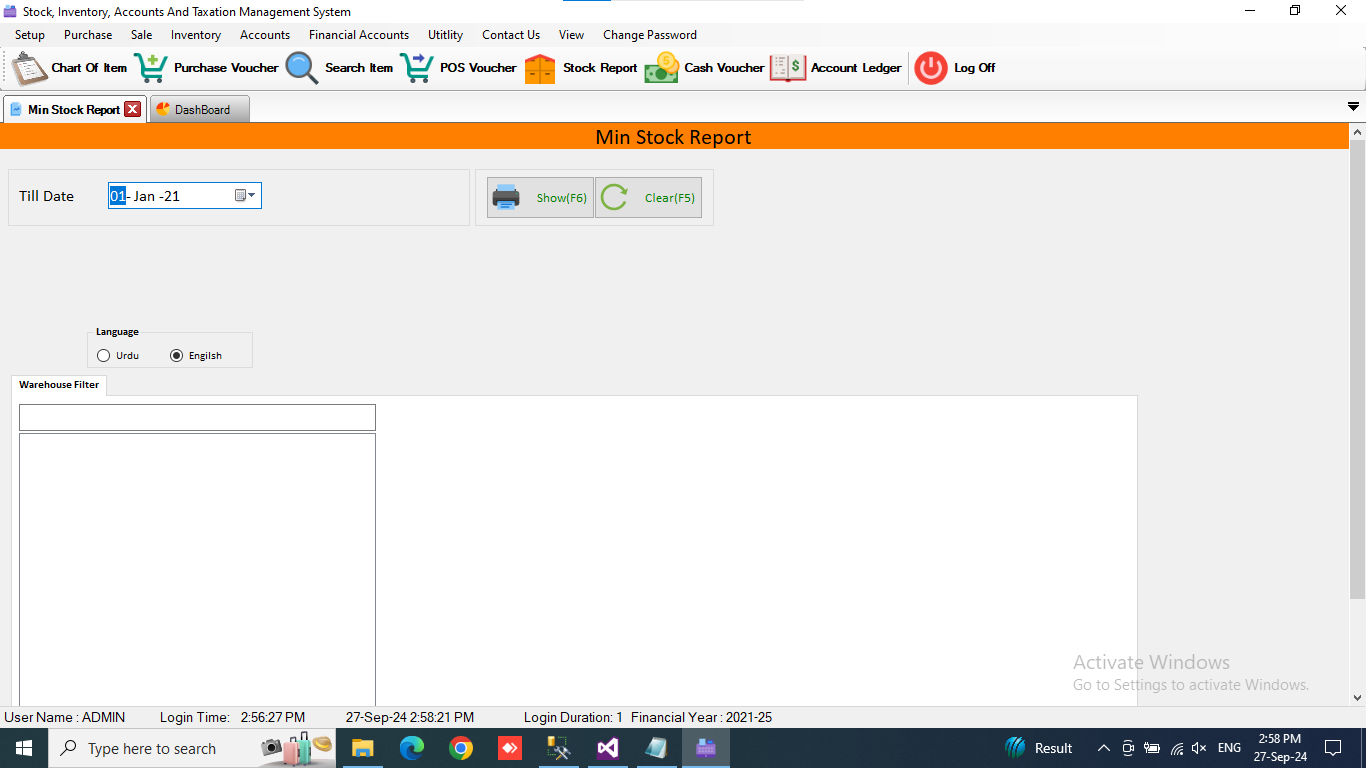 Stock, Inventory, Accounts And Taxation Management System
Setup Purchase Sale Inventory Accounts Financial Accounts Uitility Contact Us View Change Password
Chart Of Item Purchase Voucher Search Item POS Voucher Stock Report Cash Voucher Account Ledger Log Off
Min Stock Report DashBoard
Min Stock Report
Till Date 01- Jan -21 Show(F6) Clear(F5)
Language
Urdu Engilsh
Warehouse Filter
Activate Windows
Go to Settings to activate Windows.
User Name : ADMIN Login Time: 2:56:27 PM 27-Sep-24 2:58:21 PM Login Duration: 1 Financial Year : 2021-25
Type here to search Result ENG 2:58 PM
27-Sep-24